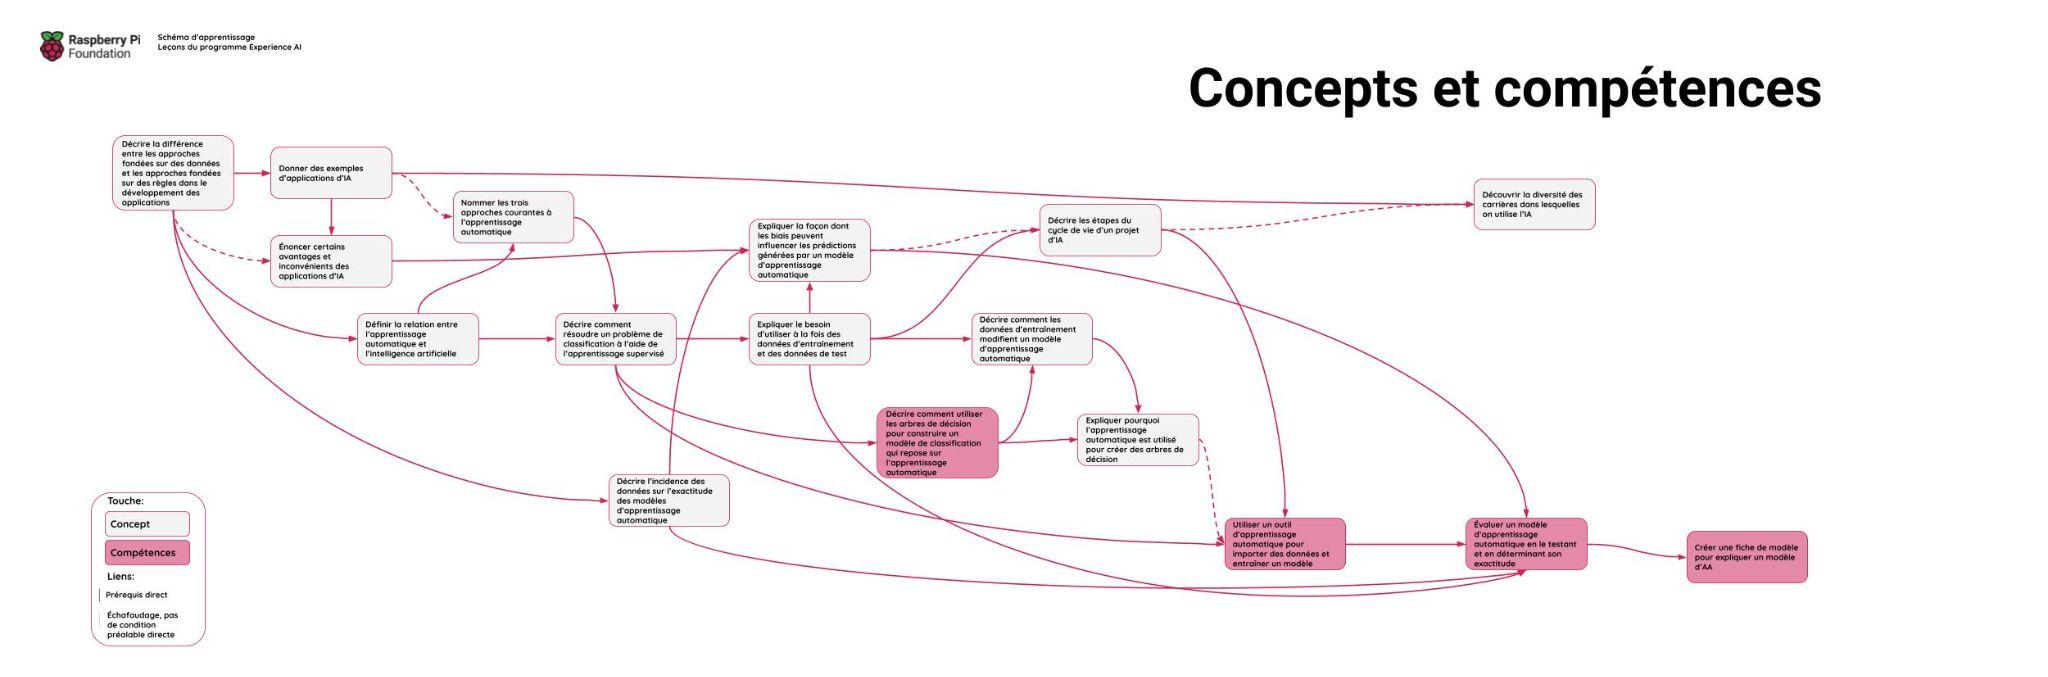 Raspberry Pi
Foundation
Schéma d'apprentissage
Leçons du programme Experience AI
Concepts et compétences
Décrire la différence
entre les approches
fondées sur des données
et les approches fondées
sur des règles dans le
développement des
applications
Donner des exemples
d'applications d'IA
Énoncer certains
avantages et
inconvénients des
applications d'IA
Nommer les trois
approches courantes à
l'apprentissage
automatique
Définir la relation entre
l'apprentissage
automatique et
l'intelligence artificielle
Décrire comment
résoudre un problème de
classification à l'aide de
l'apprentissage supervisé
Expliquer la façon dont
les biais peuvent
influencer les prédictions
générées par un modèle
d'apprentissage
automatique
Expliquer le besoin
d'utiliser à la fois des
données d'entraînement
et des données de test
Décrire les étapes du
cycle de vie d'un projet
d'IA
Découvrir la diversité des
carrières dans lesquelles
on utilise l'IA
Décrire comment les
données d'entraînement
modifient un modèle
d'apprentissage
automatique
Décrire comment utiliser
les arbres de décision
pour construire un
modèle de classification
qui repose sur
l'apprentissage
automatique
Expliquer pourquoi
l'apprentissage
automatique est utilisé
pour créer des arbres de
décision
Décrire l'incidence des
données sur l'exactitude
des modèles
d'apprentissage
automatique
Utiliser un outil
d'apprentissage
automatique pour
importer des données et
entraîner un modèle
Évaluer un modèle
d'apprentissage
automatique en le testant
et en déterminant son
exactitude
Créer une fiche de modèle
pour expliquer un modèle
d'AA
Touche:
Concept
Compétences
Liens:
Prérequis direct
Échafaudage, pas
de condition
préalable directe